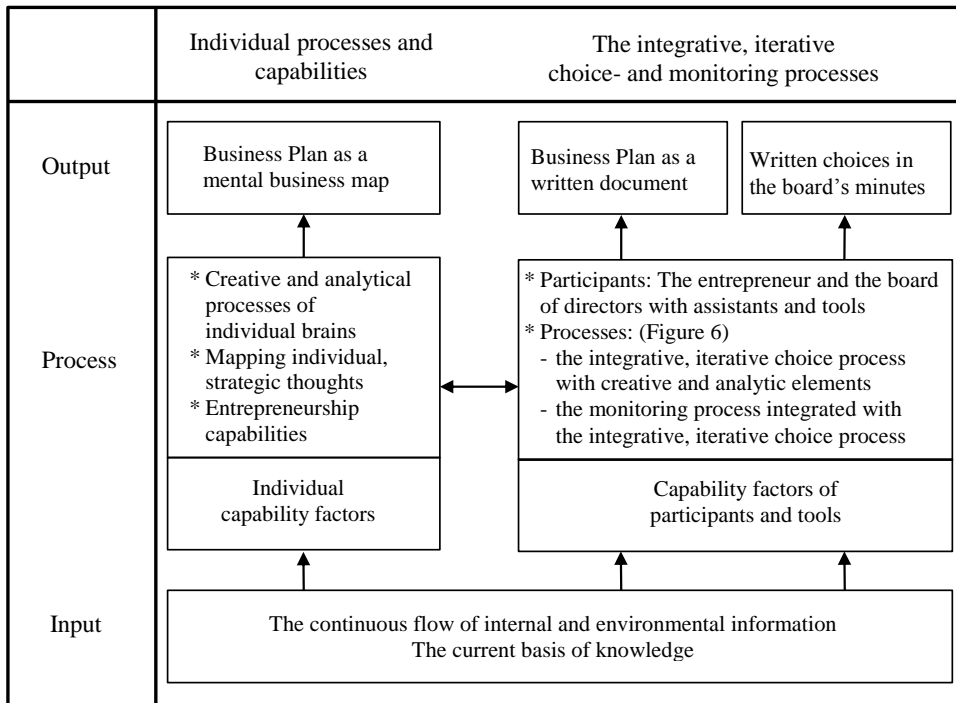 Individual processes and
capabilities
The integrative, iterative
choice- and monitoring processes
Output
Business Plan as a
mental business map
Business Plan as a
written document
Written choices in
the board's minutes
Process
* Creative and analytical
processes of
individual brains
* Mapping individual,
strategic thoughts
* Entrepreneurship
capabilities
* Participants: The entrepreneur and the board
of directors with assistants and tools
* Processes: (Figure 6)
- the integrative, iterative choice process
with creative and analytic elements
- the monitoring process integrated with
the integrative, iterative choice process
Individual
capability factors
Capability factors of
participants and tools
Input
The continuous flow of internal and environmental information
The current basis of knowledge